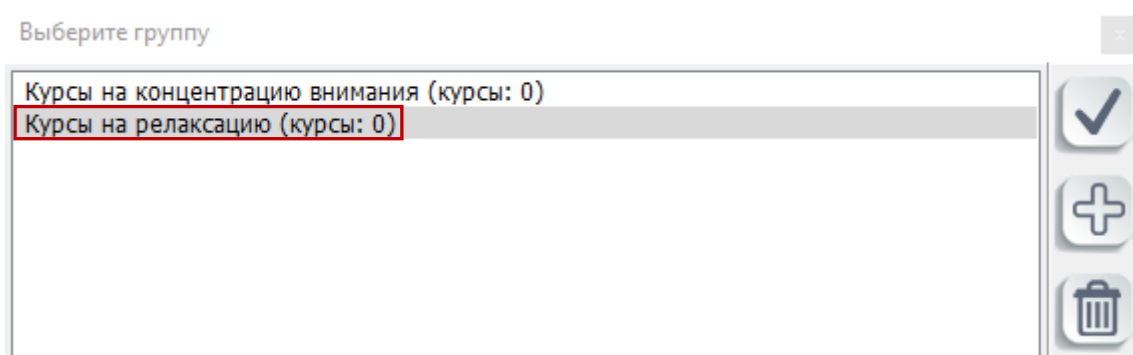 Выберите группу
Курсы на концентрацию внимания (курсы: 0)
Курсы на релаксацию (курсы: 0)